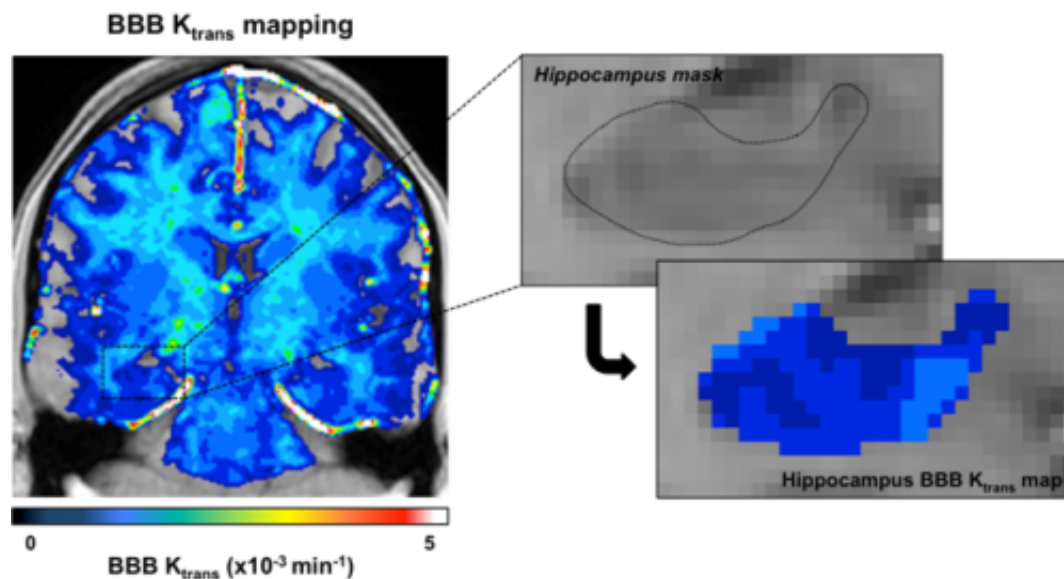 BBB Ktrans mapping
Hippocampus mask
Hippocampus BBB Ktrans map
0
5
BBB Ktrans (x10⁻³ min⁻¹)